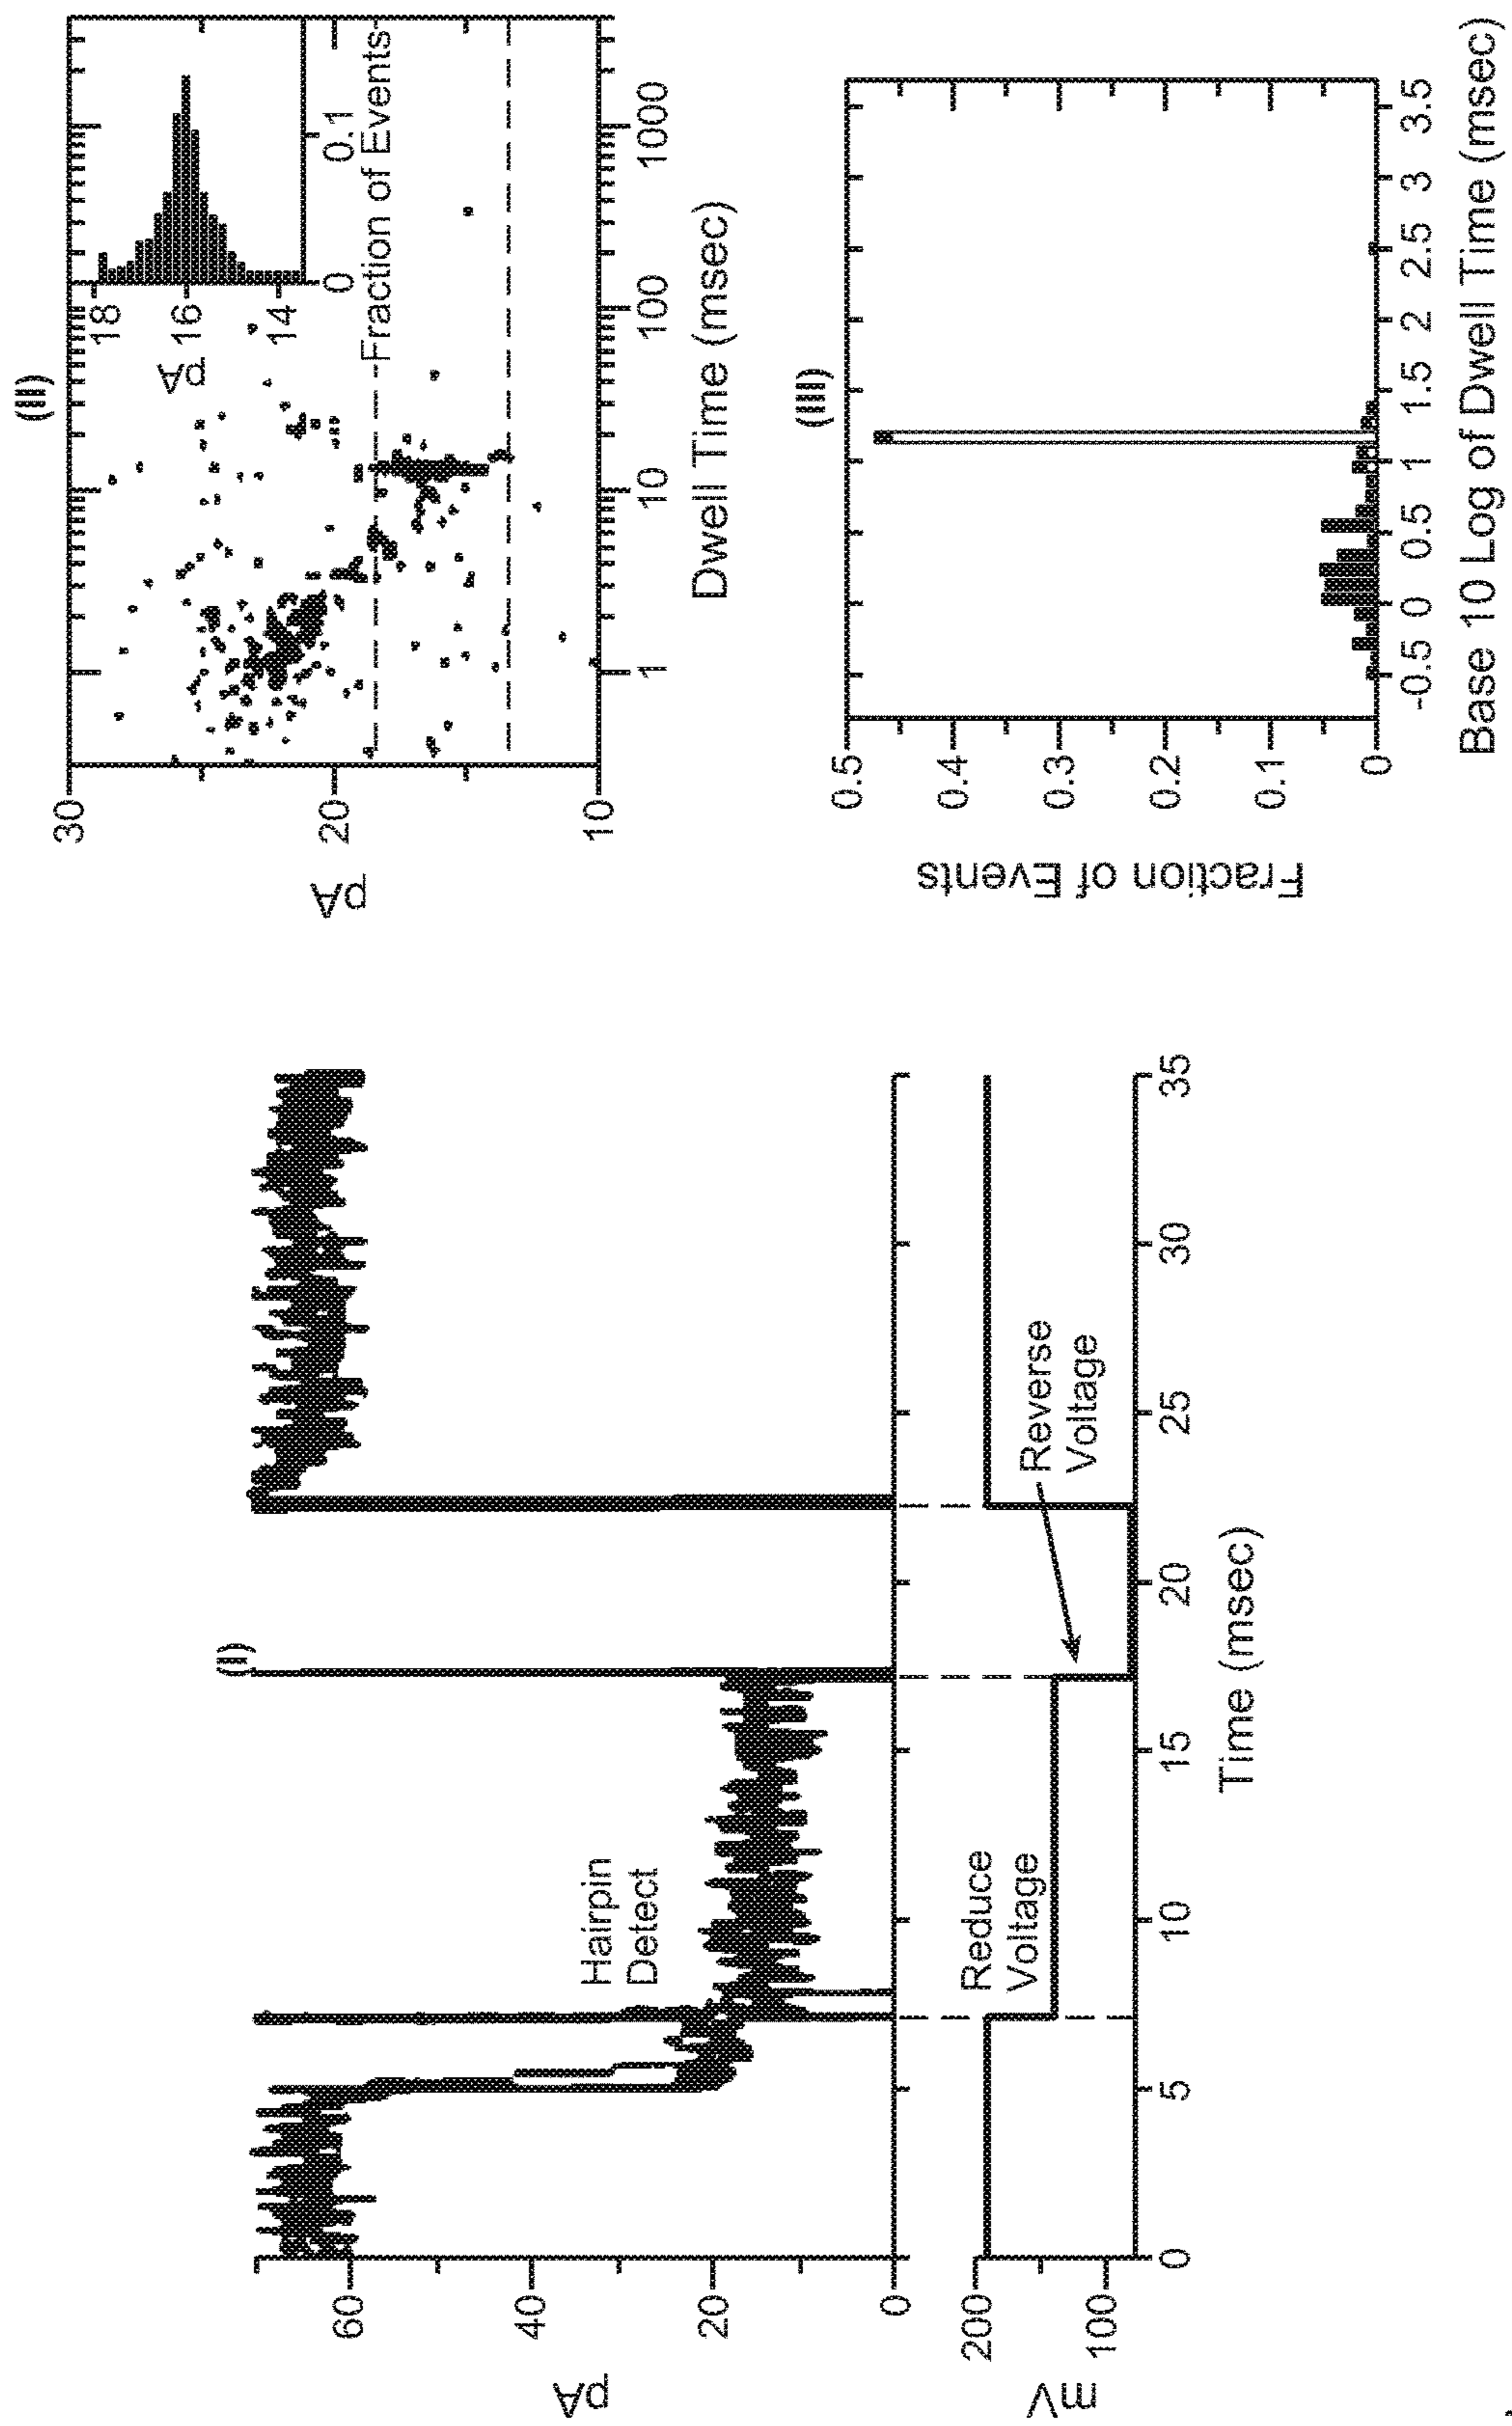 (I)
pA
60
40
20
0
Hairpin
Detect
mV
200
100
Reduce
Voltage
Reverse
Voltage
0 5 10 15 20 25 30 35
Time (msec)
(II)
pA
30
20
10
pA
18
16
14
0 0.1
Fraction of Events
1 10 100 1000
Dwell Time (msec)
(III)
Fraction of Events
0.5
0.4
0.3
0.2
0.1
0
-0.5 0 0.5 1 1.5 2 2.5 3 3.5
Base 10 Log of Dwell Time (msec)